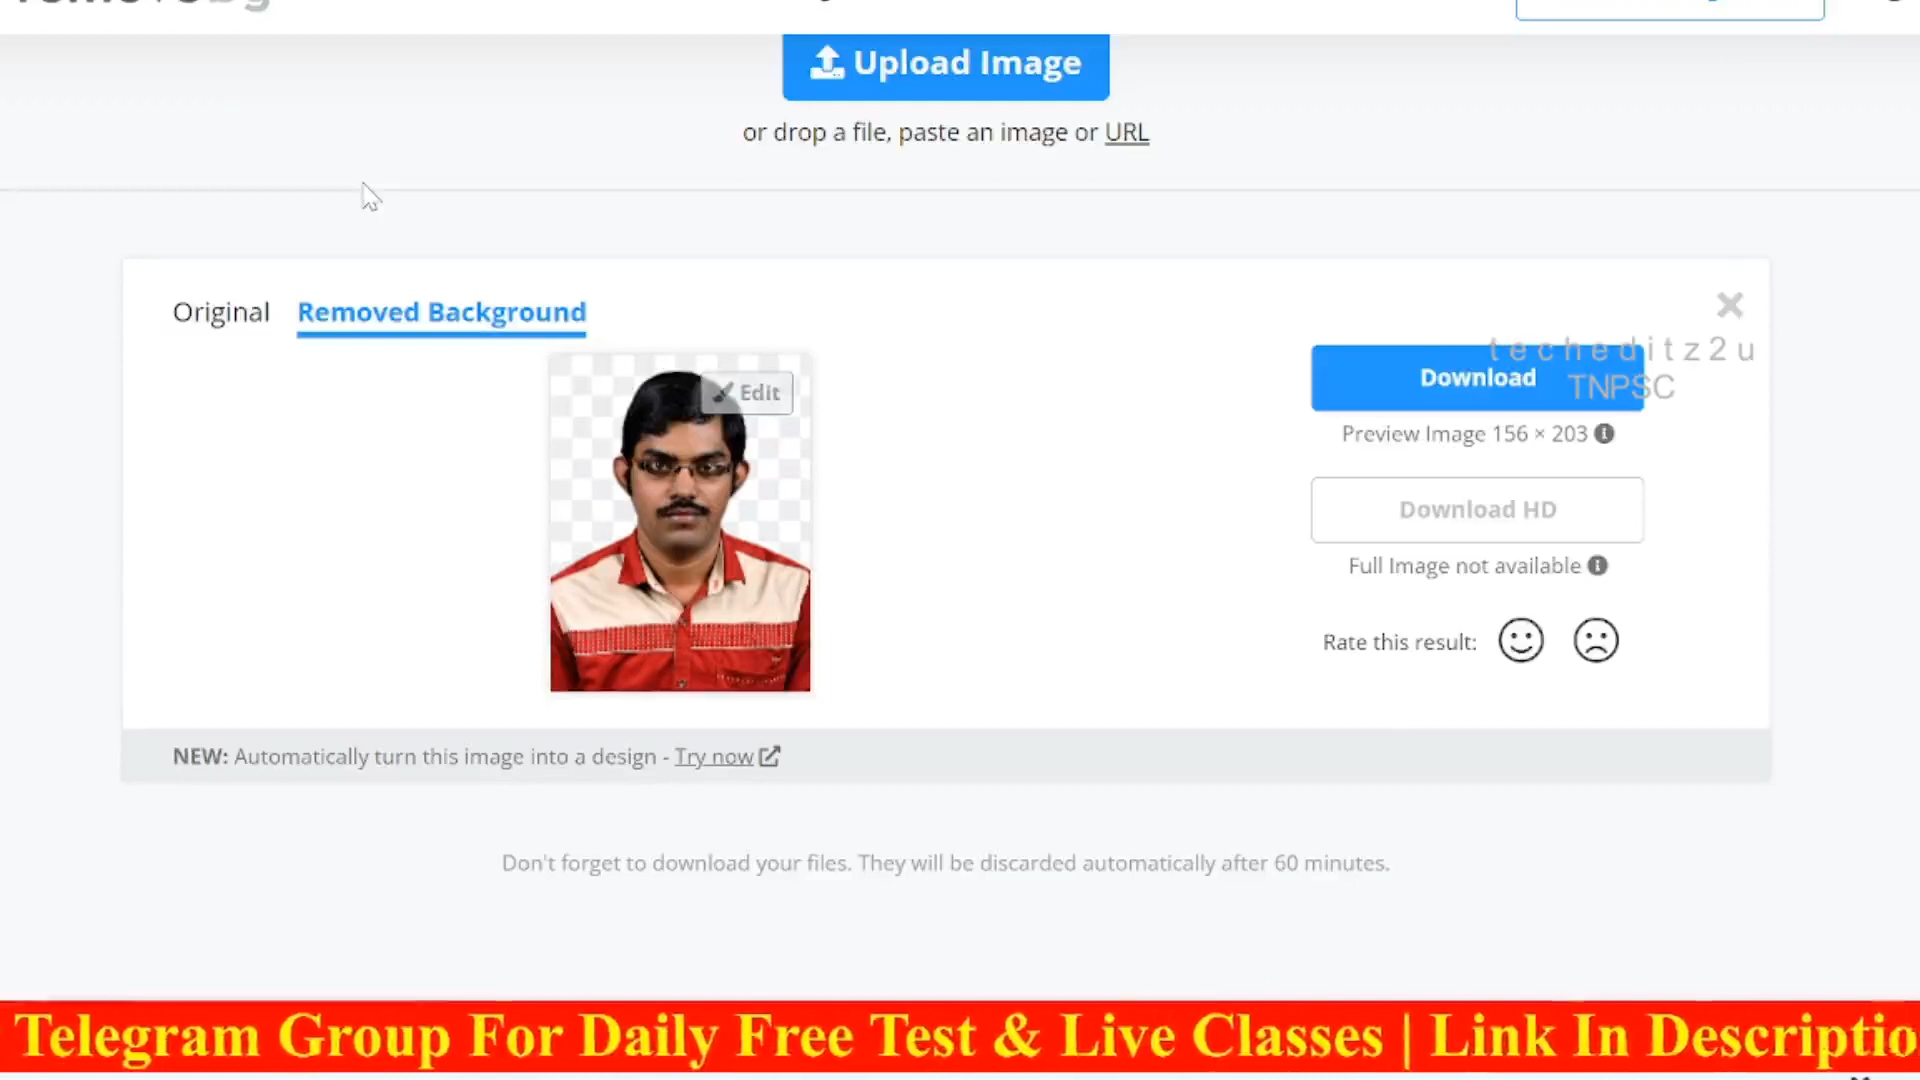 Upload Image
or drop a file, paste an image or URL
Original Removed Background
techeditz2u
Edit
Download
TNPSC
Preview Image 156 × 203
Download HD
Full Image not available
Rate this result:
NEW: Automatically turn this image into a design - Try now
Don't forget to download your files. They will be discarded automatically after 60 minutes.
Telegram Group For Daily Free Test & Live Classes | Link In Descriptio